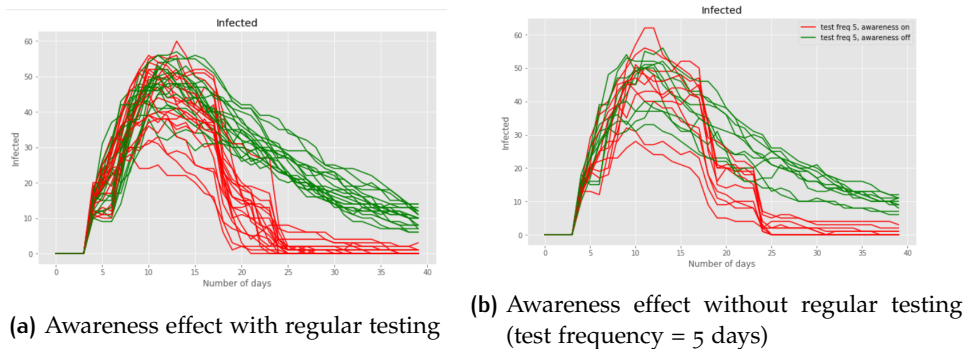 Infected
60
50
40
30
20
10
0
Infected
0 5 10 15 20 25 30 35 40
Number of days
(a) Awareness effect with regular testing
Infected
test freq 5, awareness on
test freq 5, awareness off
60
50
40
30
20
10
0
Infected
0 5 10 15 20 25 30 35 40
Number of days
(b) Awareness effect without regular testing
(test frequency = 5 days)